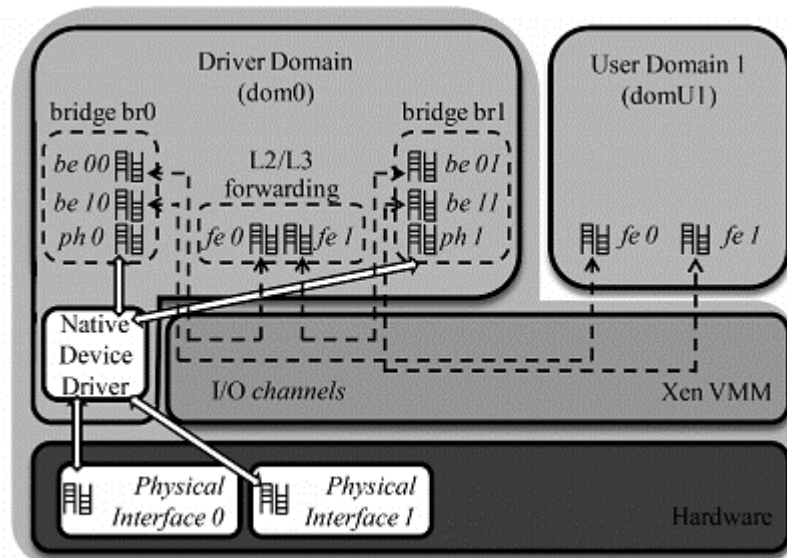 Driver Domain
(dom0)
User Domain 1
(domU1)
bridge br0
bridge br1
be 00
be 10
ph 0
L2/L3
forwarding
fe 0
fe 1
be 01
be 11
ph 1
fe 0
fe 1
Native
Device
Driver
I/O channels
Xen VMM
Physical
Interface 0
Physical
Interface 1
Hardware